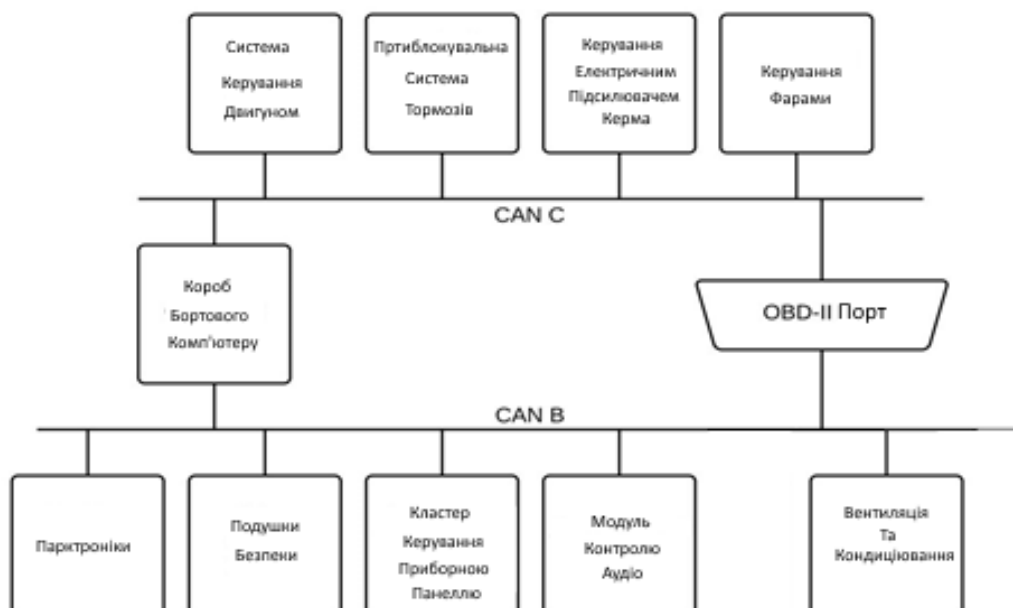 Система
Керування
Двигуном
Пртиблокувальна
Система
Тормозів
Керування
Електричним
Підсилювачем
Керма
Керування
Фарами
CAN C
Короб
Бортового
Комп'ютеру
OBD-II Порт
CAN B
Парктроніки
Подушки
Безпеки
Кластер
Керування
Приборною
Панеллю
Модуль
Контролю
Аудіо
Вентиляція
Та
Кондиціювання